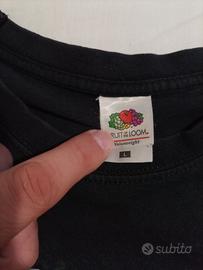 FRUIT OF THE LOOM
Valueweight
L
subito